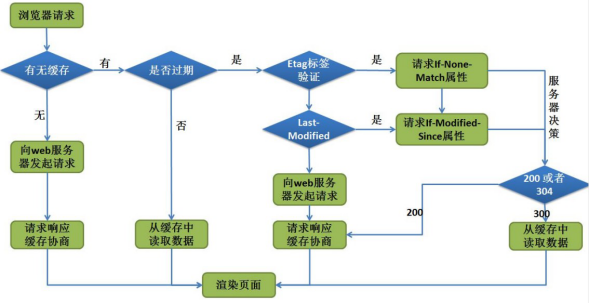 浏览器请求
有无缓存
有
是否过期
是
Etag标签
验证
是
请求If-None-
Match属性
服务器决策
无
否
Last-
Modified
是
请求If-Modified-
Since属性
向web服务
器发起请求
向web服务
器发起请求
200 或者
304
200
300
请求响应
缓存协商
从缓存中
读取数据
请求响应
缓存协商
从缓存中
读取数据
渲染页面